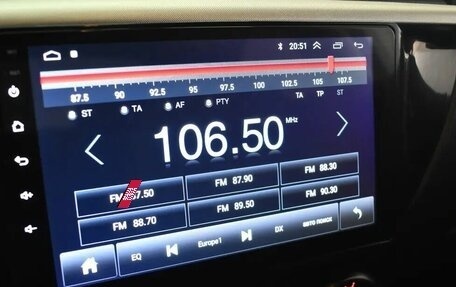 20:51
87.5 90 92.5 95 97.5 100 102.5 105 107.5
ST TA AF PTY TA TP ST
106.50 MHz
FM 87.90 FM 88.30
FM 88.70 FM 89.50 FM 90.30
EQ Europe1 DX авто поиск